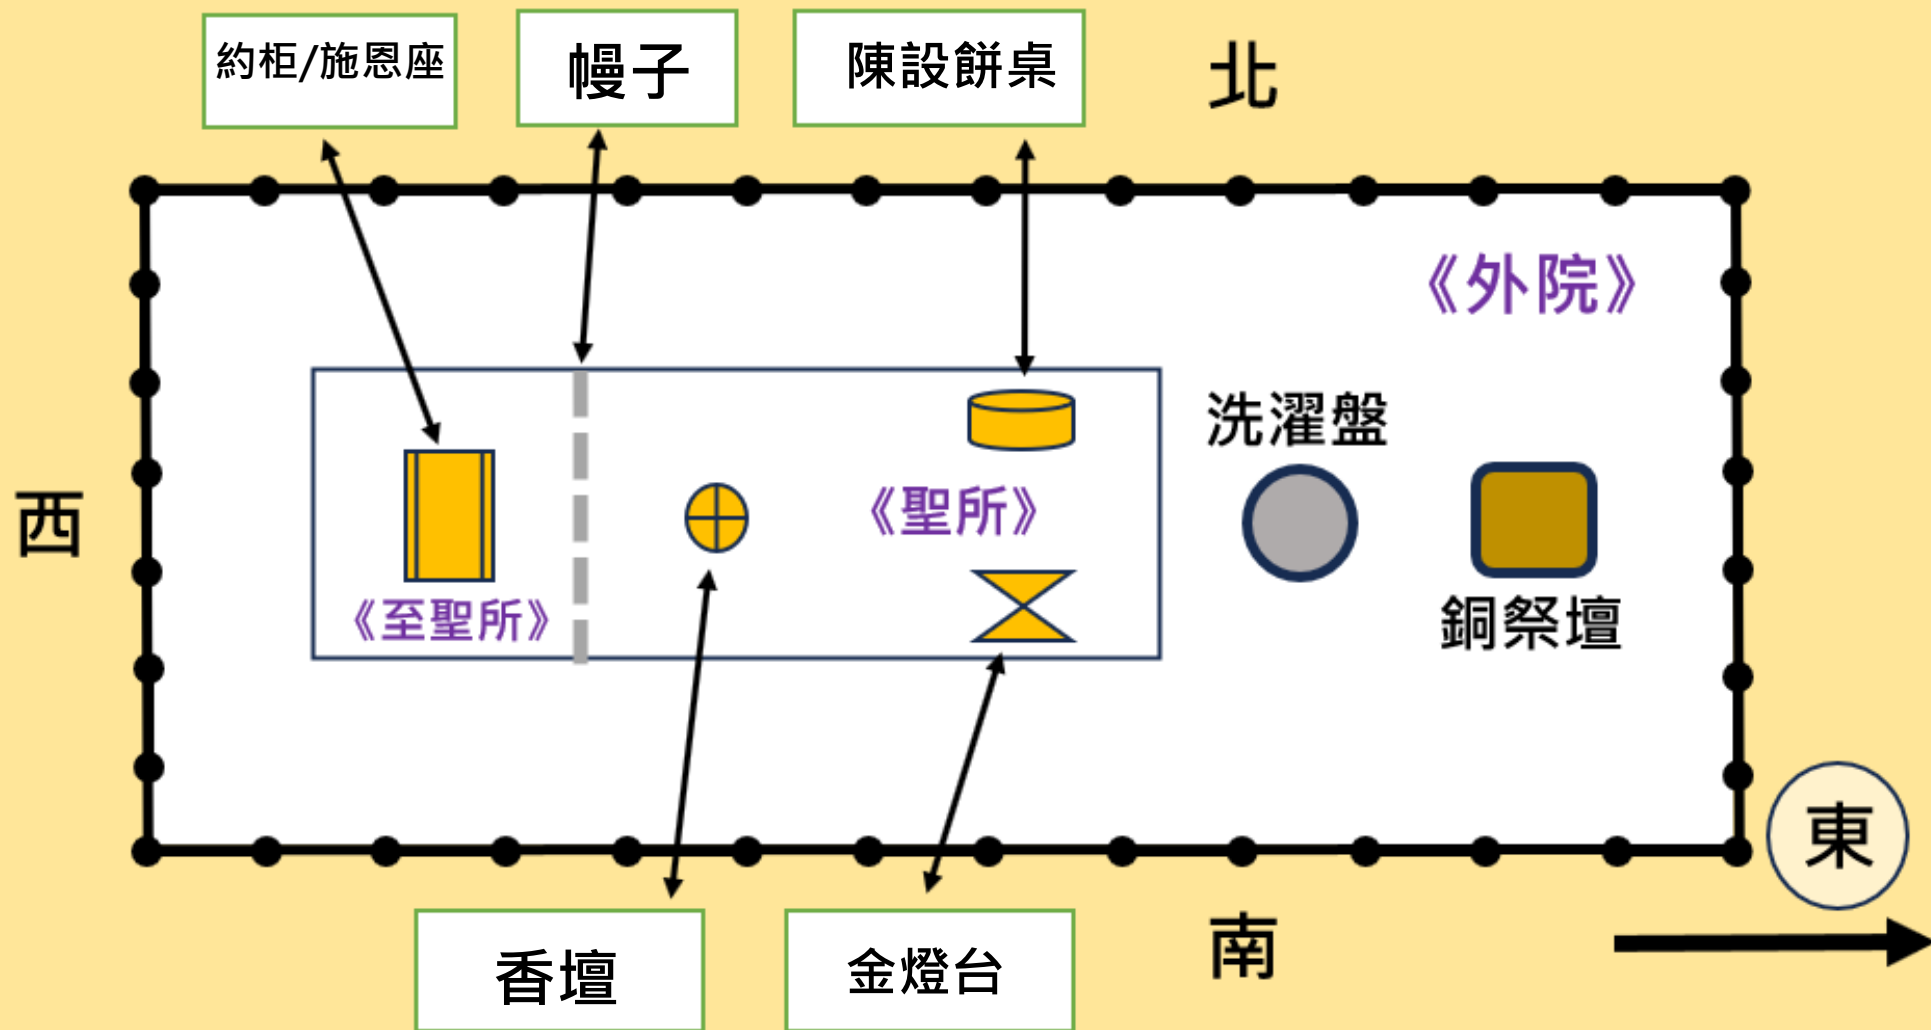 約柜/施恩座
幔子
陳設餅桌
北
《外院》
洗濯盤
西
《聖所》
《至聖所》
銅祭壇
東
香壇
金燈台
南